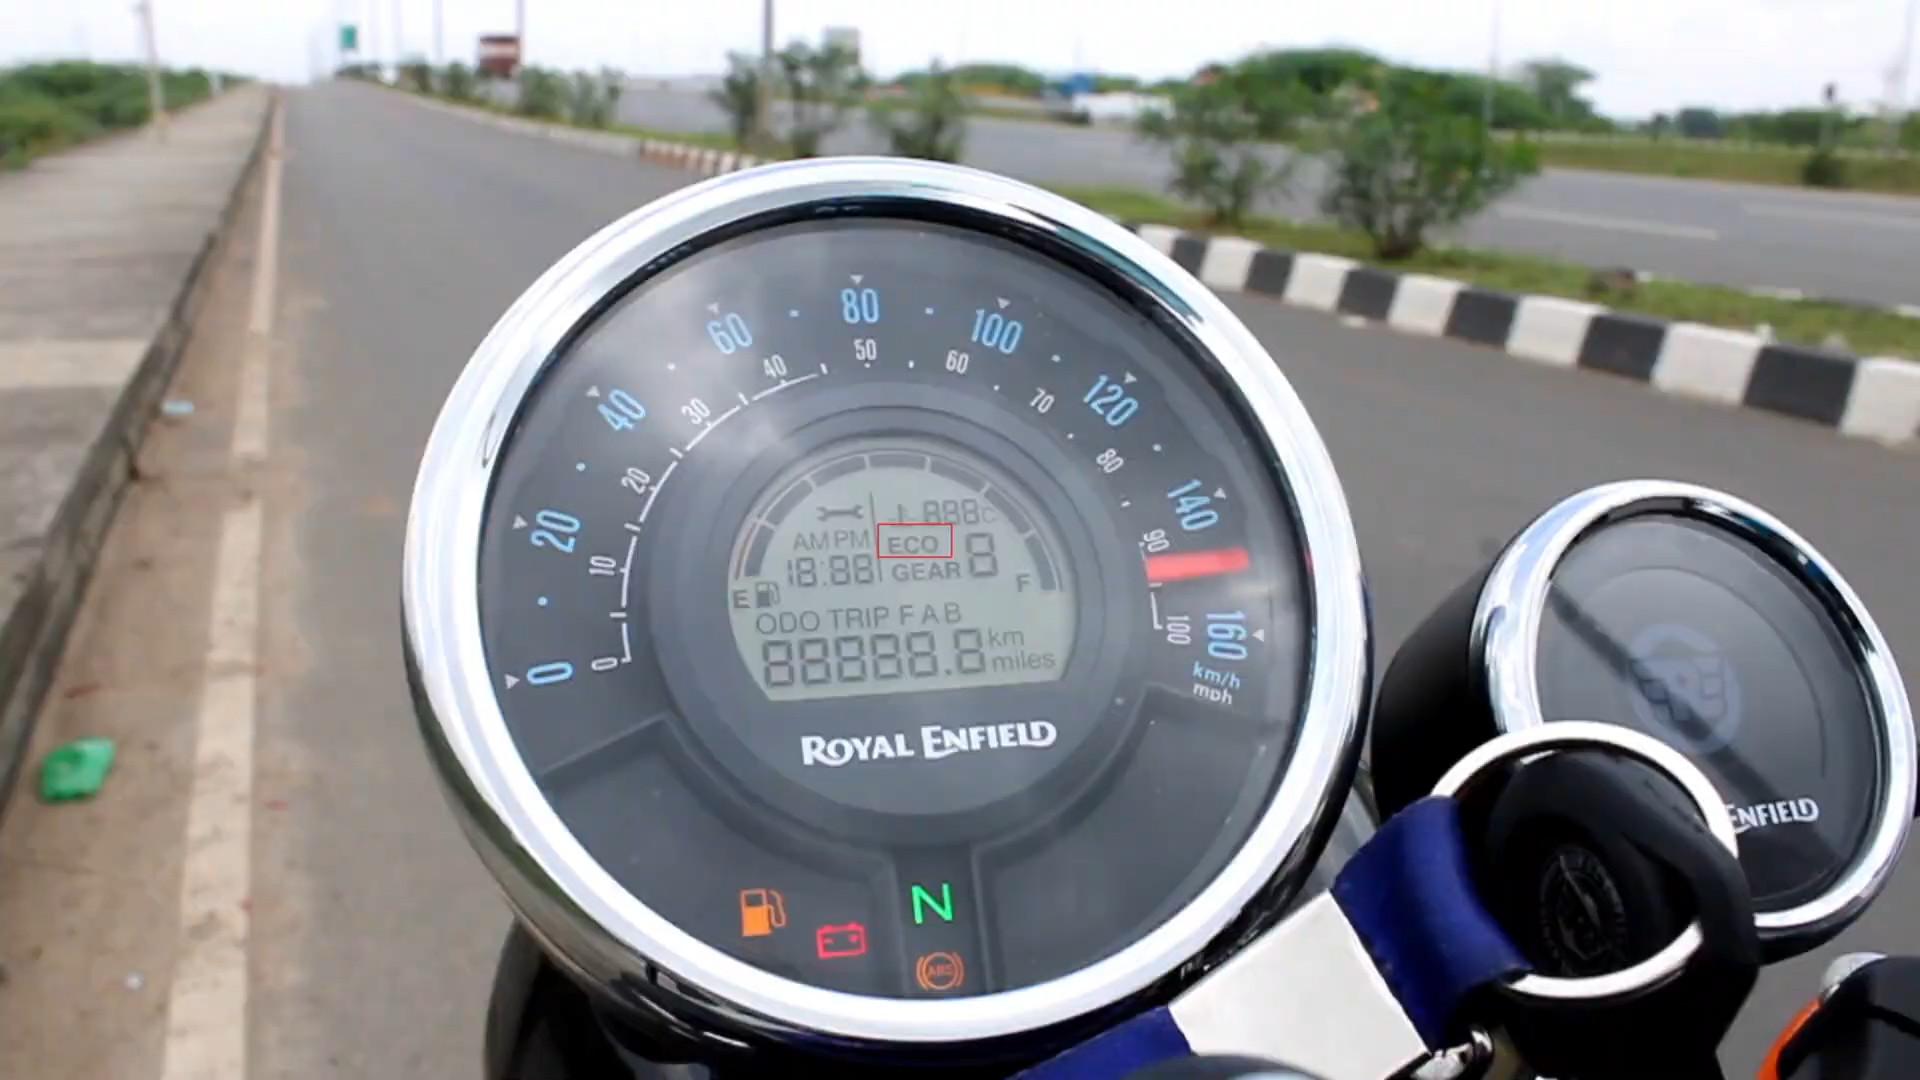 0 20 40 60 80 100 120 140 160
km/h
0 10 20 30 40 50 60 70 80 90 100
mph
888°C
AM PM ECO
18:88 GEAR 8
E F
ODO TRIP F A B
88888.8 km
miles
ROYAL ENFIELD
N
ABS
ENFIELD